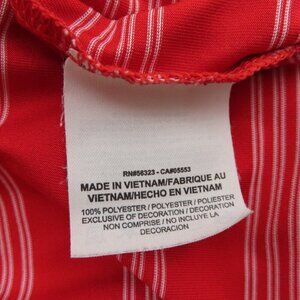 RN#56323 - CA#05553
MADE IN VIETNAM/FABRIQUE AU
VIETNAM/HECHO EN VIETNAM
100% POLYESTER / POLYESTER / POLIESTER
EXCLUSIVE OF DECORATION / DECORATION
NON COMPRISE / NO INCLUYE LA
DECORACION